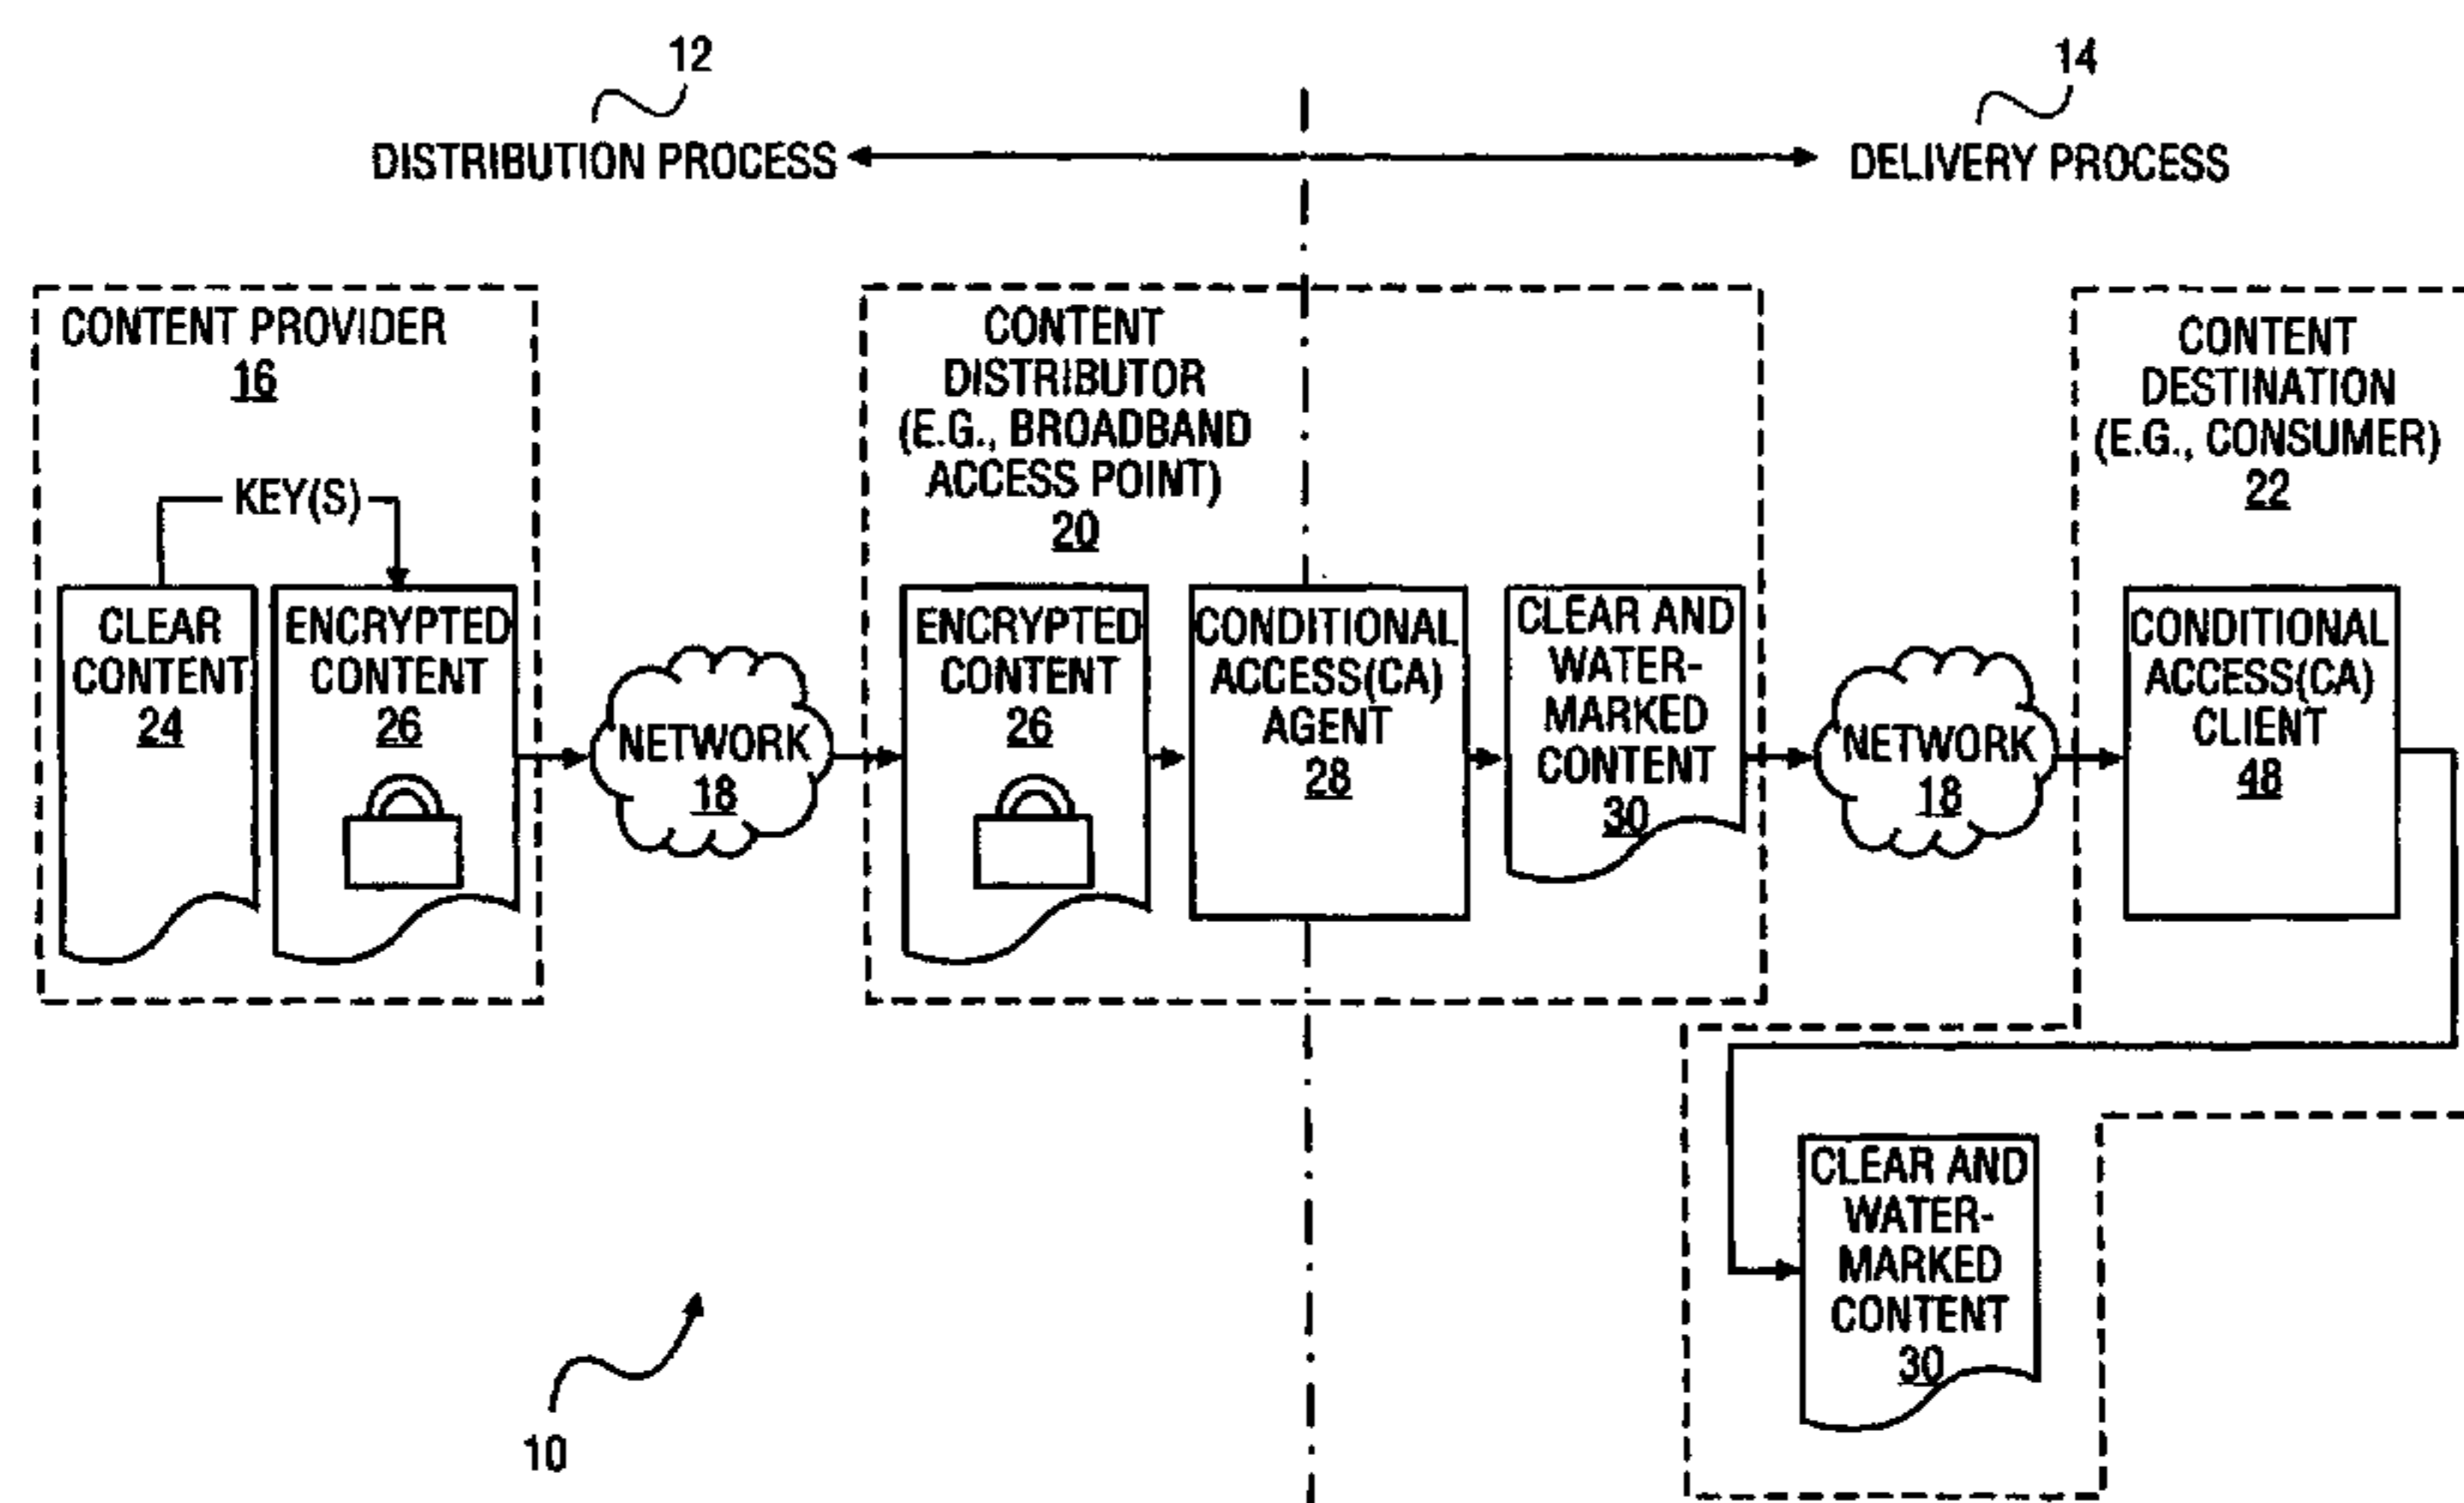 12
14
DISTRIBUTION PROCESS
DELIVERY PROCESS
CONTENT PROVIDER
16
KEY(S)
CLEAR
CONTENT
24
ENCRYPTED
CONTENT
26
NETWORK
18
CONTENT
DISTRIBUTOR
(E.G., BROADBAND
ACCESS POINT)
20
ENCRYPTED
CONTENT
26
CONDITIONAL
ACCESS(CA)
AGENT
28
CLEAR AND
WATER-
MARKED
CONTENT
30
NETWORK
18
CONTENT
DESTINATION
(E.G., CONSUMER)
22
CONDITIONAL
ACCESS(CA)
CLIENT
48
CLEAR AND
WATER-
MARKED
CONTENT
30
10